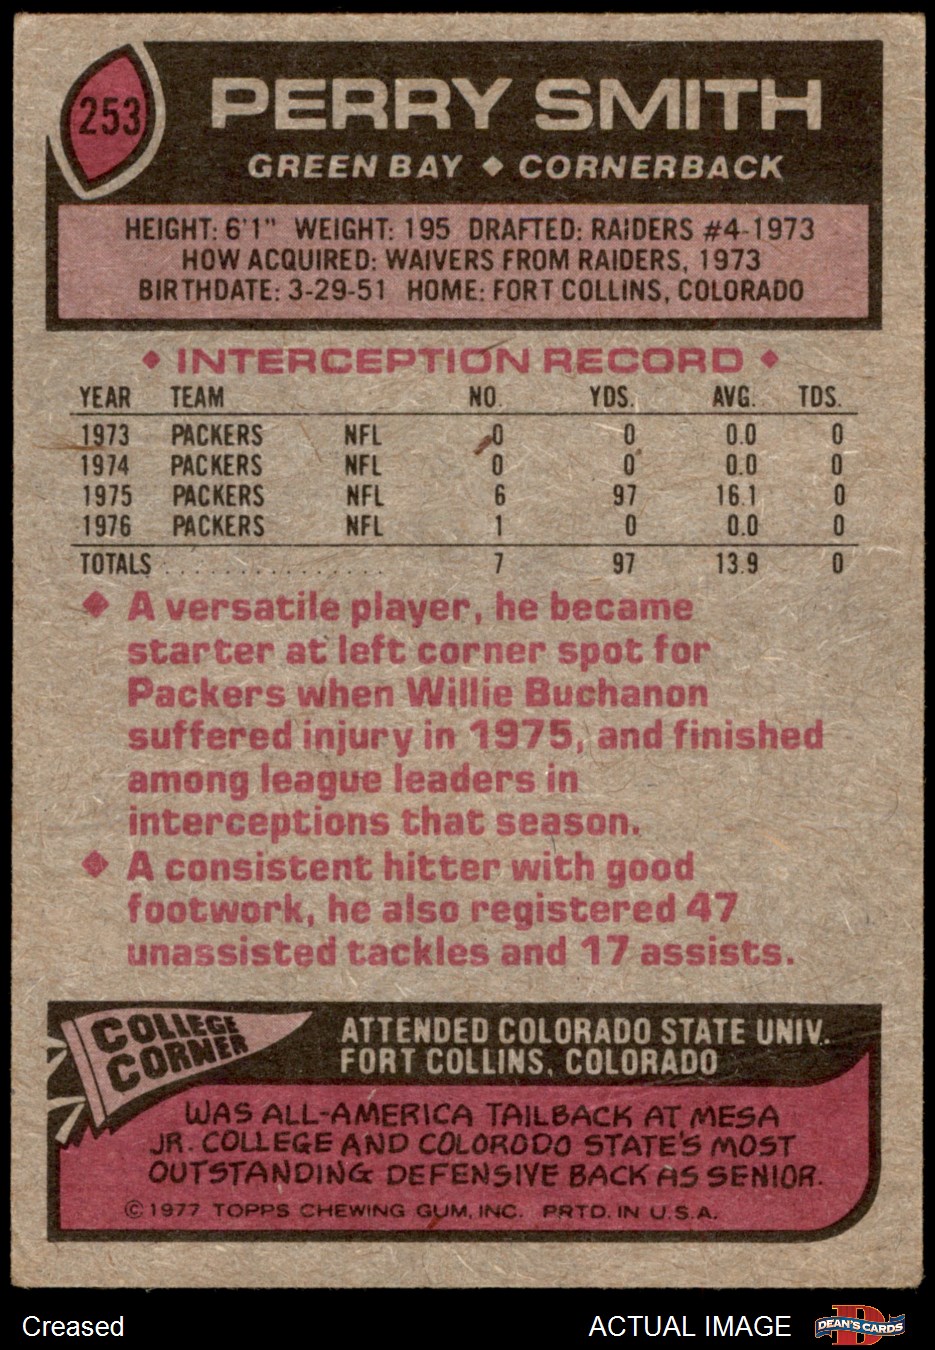 253
PERRY SMITH
GREEN BAY ◆ CORNERBACK
HEIGHT: 6'1" WEIGHT: 195 DRAFTED: RAIDERS #4-1973
HOW ACQUIRED: WAIVERS FROM RAIDERS, 1973
BIRTHDATE: 3-29-51 HOME: FORT COLLINS, COLORADO
◆ INTERCEPTION RECORD ◆
YEAR TEAM NO. YDS. AVG. TDS.
1973 PACKERS NFL 0 0 0.0 0
1974 PACKERS NFL 0 0 0.0 0
1975 PACKERS NFL 6 97 16.1 0
1976 PACKERS NFL 1 0 0.0 0
TOTALS . . . . . . . . . . . . . . . 7 97 13.9 0
◆ A versatile player, he became
starter at left corner spot for
Packers when Willie Buchanon
suffered injury in 1975, and finished
among league leaders in
interceptions that season.
◆ A consistent hitter with good
footwork, he also registered 47
unassisted tackles and 17 assists.
COLLEGE
CORNER
ATTENDED COLORADO STATE UNIV.
FORT COLLINS, COLORADO
WAS ALL-AMERICA TAILBACK AT MESA
JR. COLLEGE AND COLORODO STATE'S MOST
OUTSTANDING DEFENSIVE BACK AS SENIOR.
© 1977 TOPPS CHEWING GUM, INC. PRTD. IN U.S.A.
Creased
ACTUAL IMAGE
D
DEAN'S CARDS